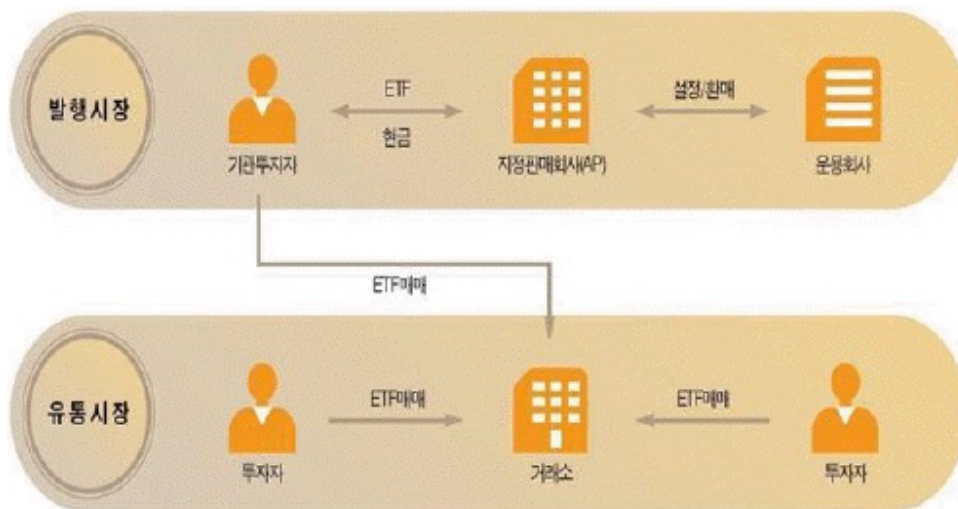 발행시장
ETF
현금
설정/환매
기관투자자
지정판매회사(AP)
운용회사
ETF매매
유통시장
ETF매매
ETF매매
투자자
거래소
투자자